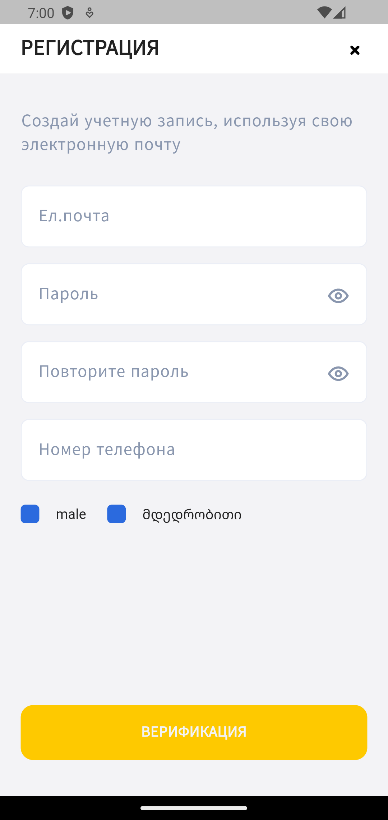 7:00
РЕГИСТРАЦИЯ
Создай учетную запись, используя свою
электронную почту
Ел.почта
Пароль
Повторите пароль
Номер телефона
male მდედრობითი
ВЕРИФИКАЦИЯ